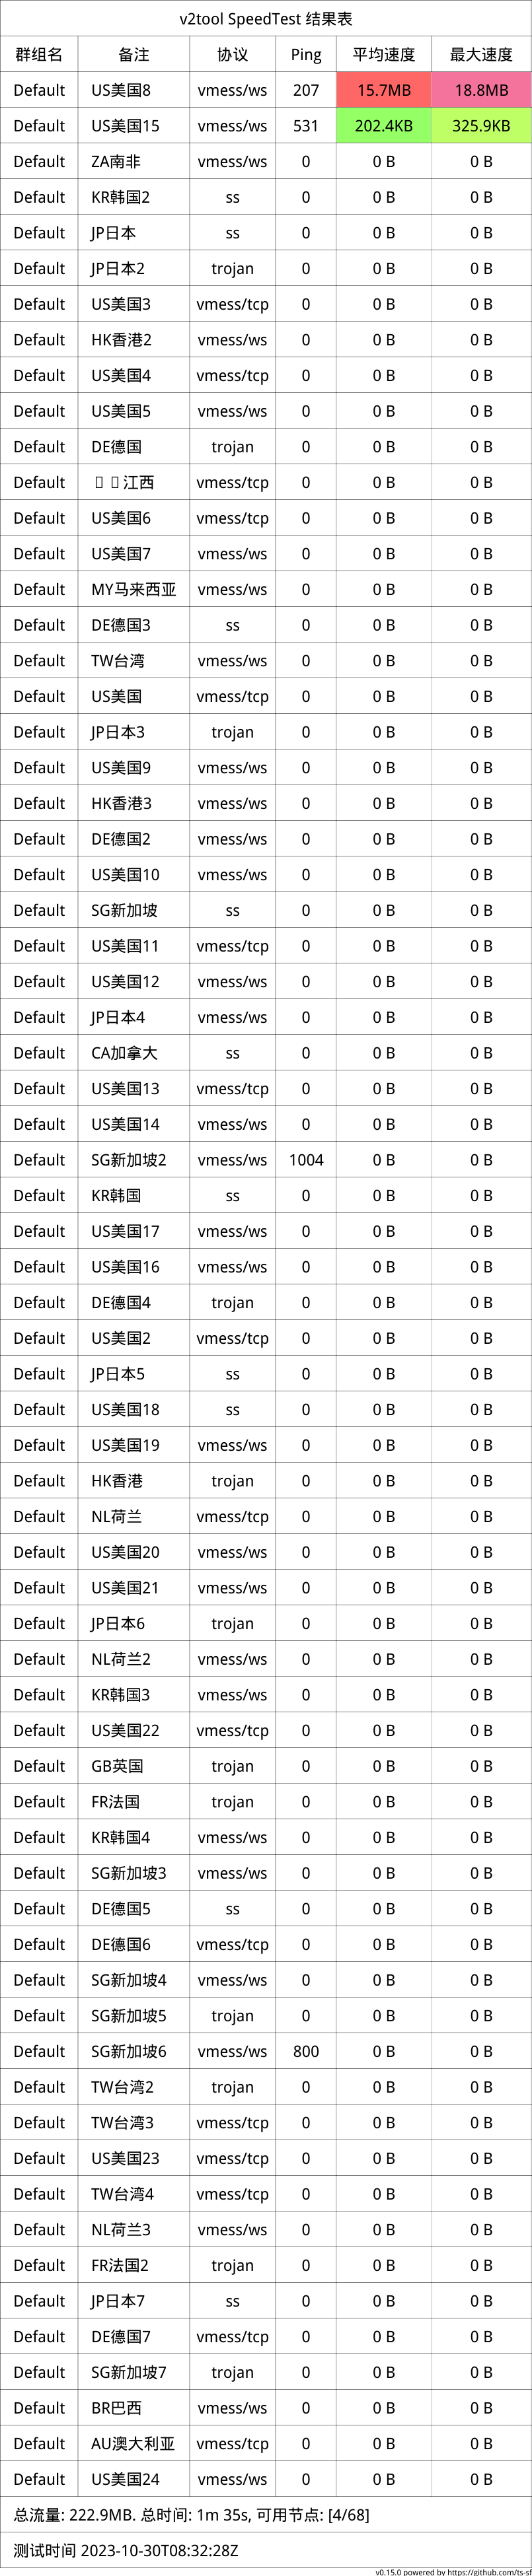 v2tool SpeedTest 结果表
群组名 备注 协议 Ping 平均速度 最大速度
Default US美国8 vmess/ws 207 15.7MB 18.8MB
Default US美国15 vmess/ws 531 202.4KB 325.9KB
Default ZA南非 vmess/ws 0 0 B 0 B
Default KR韩国2 ss 0 0 B 0 B
Default JP日本 ss 0 0 B 0 B
Default JP日本2 trojan 0 0 B 0 B
Default US美国3 vmess/tcp 0 0 B 0 B
Default HK香港2 vmess/ws 0 0 B 0 B
Default US美国4 vmess/tcp 0 0 B 0 B
Default US美国5 vmess/ws 0 0 B 0 B
Default DE德国 trojan 0 0 B 0 B
Default 江西 vmess/tcp 0 0 B 0 B
Default US美国6 vmess/tcp 0 0 B 0 B
Default US美国7 vmess/ws 0 0 B 0 B
Default MY马来西亚 vmess/ws 0 0 B 0 B
Default DE德国3 ss 0 0 B 0 B
Default TW台湾 vmess/ws 0 0 B 0 B
Default US美国 vmess/tcp 0 0 B 0 B
Default JP日本3 trojan 0 0 B 0 B
Default US美国9 vmess/ws 0 0 B 0 B
Default HK香港3 vmess/ws 0 0 B 0 B
Default DE德国2 vmess/ws 0 0 B 0 B
Default US美国10 vmess/ws 0 0 B 0 B
Default SG新加坡 ss 0 0 B 0 B
Default US美国11 vmess/tcp 0 0 B 0 B
Default US美国12 vmess/ws 0 0 B 0 B
Default JP日本4 vmess/ws 0 0 B 0 B
Default CA加拿大 ss 0 0 B 0 B
Default US美国13 vmess/tcp 0 0 B 0 B
Default US美国14 vmess/ws 0 0 B 0 B
Default SG新加坡2 vmess/ws 1004 0 B 0 B
Default KR韩国 ss 0 0 B 0 B
Default US美国17 vmess/ws 0 0 B 0 B
Default US美国16 vmess/ws 0 0 B 0 B
Default DE德国4 trojan 0 0 B 0 B
Default US美国2 vmess/tcp 0 0 B 0 B
Default JP日本5 ss 0 0 B 0 B
Default US美国18 ss 0 0 B 0 B
Default US美国19 vmess/ws 0 0 B 0 B
Default HK香港 trojan 0 0 B 0 B
Default NL荷兰 vmess/tcp 0 0 B 0 B
Default US美国20 vmess/ws 0 0 B 0 B
Default US美国21 vmess/ws 0 0 B 0 B
Default JP日本6 trojan 0 0 B 0 B
Default NL荷兰2 vmess/ws 0 0 B 0 B
Default KR韩国3 vmess/ws 0 0 B 0 B
Default US美国22 vmess/tcp 0 0 B 0 B
Default GB英国 trojan 0 0 B 0 B
Default FR法国 trojan 0 0 B 0 B
Default KR韩国4 vmess/ws 0 0 B 0 B
Default SG新加坡3 vmess/ws 0 0 B 0 B
Default DE德国5 ss 0 0 B 0 B
Default DE德国6 vmess/tcp 0 0 B 0 B
Default SG新加坡4 vmess/ws 0 0 B 0 B
Default SG新加坡5 trojan 0 0 B 0 B
Default SG新加坡6 vmess/ws 800 0 B 0 B
Default TW台湾2 trojan 0 0 B 0 B
Default TW台湾3 vmess/tcp 0 0 B 0 B
Default US美国23 vmess/tcp 0 0 B 0 B
Default TW台湾4 vmess/tcp 0 0 B 0 B
Default NL荷兰3 vmess/ws 0 0 B 0 B
Default FR法国2 trojan 0 0 B 0 B
Default JP日本7 ss 0 0 B 0 B
Default DE德国7 vmess/tcp 0 0 B 0 B
Default SG新加坡7 trojan 0 0 B 0 B
Default BR巴西 vmess/ws 0 0 B 0 B
Default AU澳大利亚 vmess/tcp 0 0 B 0 B
Default US美国24 vmess/ws 0 0 B 0 B
总流量: 222.9MB. 总时间: 1m 35s, 可用节点: [4/68]
测试时间 2023-10-30T08:32:28Z
v0.15.0 powered by https://github.com/ts-sf